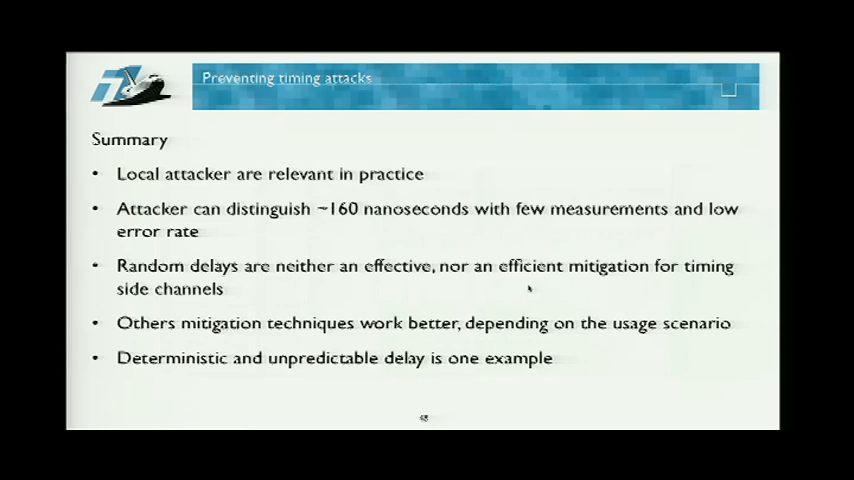 Preventing timing attacks
Summary
• Local attacker are relevant in practice
• Attacker can distinguish ~160 nanoseconds with few measurements and low
error rate
• Random delays are neither an effective, nor an efficient mitigation for timing
side channels
• Others mitigation techniques work better, depending on the usage scenario
• Deterministic and unpredictable delay is one example